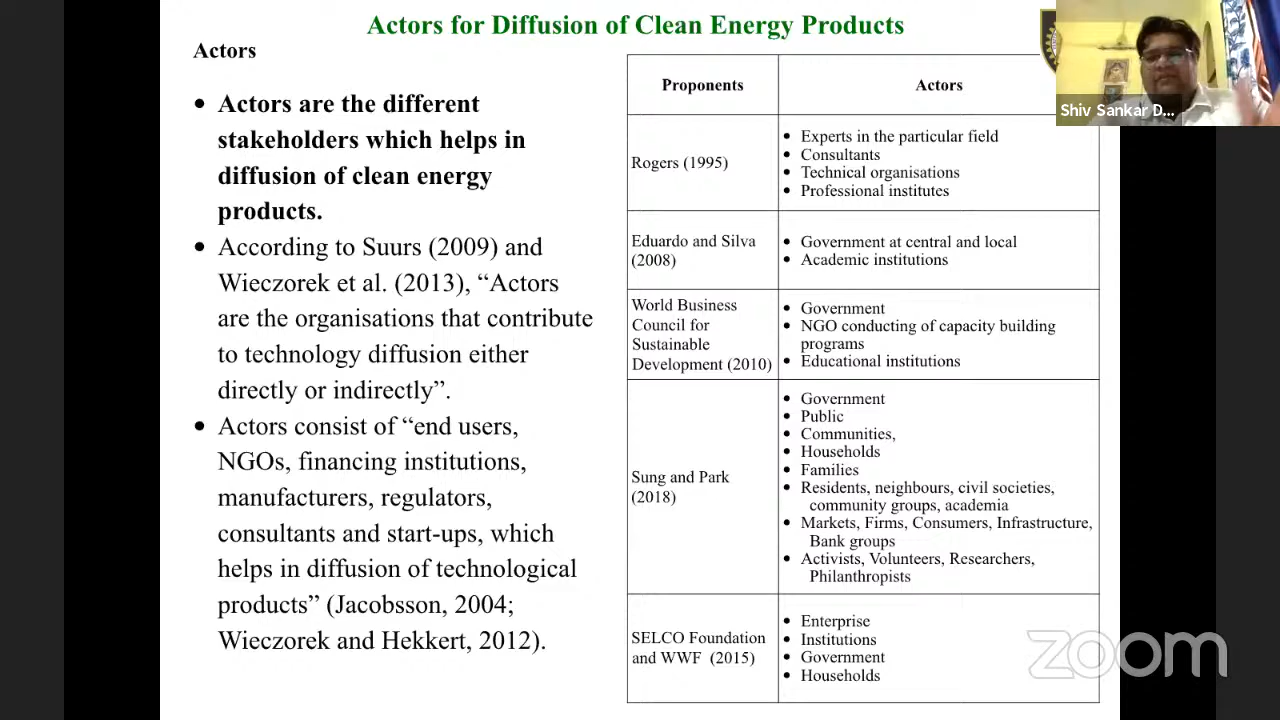 Actors for Diffusion of Clean Energy Products
Actors
• Actors are the different
stakeholders which helps in
diffusion of clean energy
products.
• According to Suurs (2009) and
Wieczorek et al. (2013), “Actors
are the organisations that contribute
to technology diffusion either
directly or indirectly”.
• Actors consist of “end users,
NGOs, financing institutions,
manufacturers, regulators,
consultants and start-ups, which
helps in diffusion of technological
products” (Jacobsson, 2004;
Wieczorek and Hekkert, 2012).
Proponents
Actors
Rogers (1995)
• Experts in the particular field
• Consultants
• Technical organisations
• Professional institutes
Eduardo and Silva
(2008)
• Government at central and local
• Academic institutions
World Business
Council for
Sustainable
Development (2010)
• Government
• NGO conducting of capacity building
programs
• Educational institutions
Sung and Park
(2018)
• Government
• Public
• Communities,
• Households
• Families
• Residents, neighbours, civil societies,
community groups, academia
• Markets, Firms, Consumers, Infrastructure,
Bank groups
• Activists, Volunteers, Researchers,
Philanthropists
SELCO Foundation
and WWF (2015)
• Enterprise
• Institutions
• Government
• Households
Shiv Sankar D...
zoom